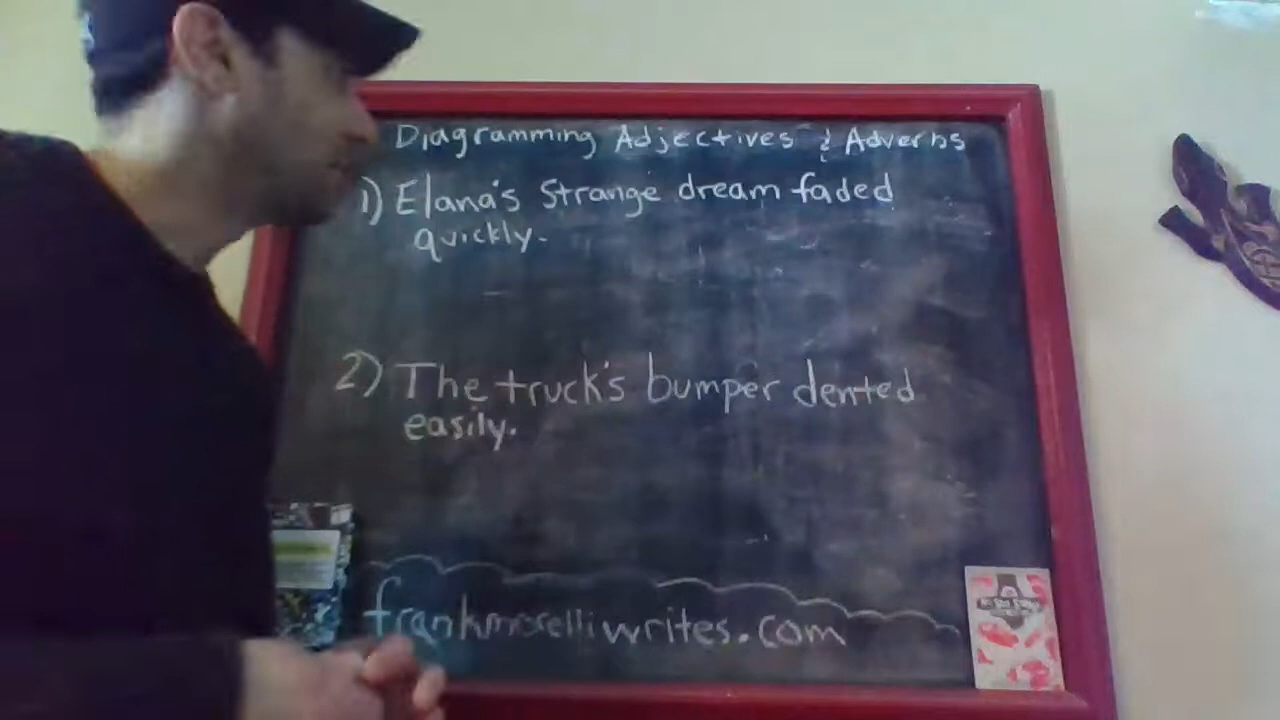 Diagramming Adjectives & Adverbs
1) Elana's Strange dream faded
quickly.
2) The truck's bumper dented
easily.
frankmorelliwrites.com